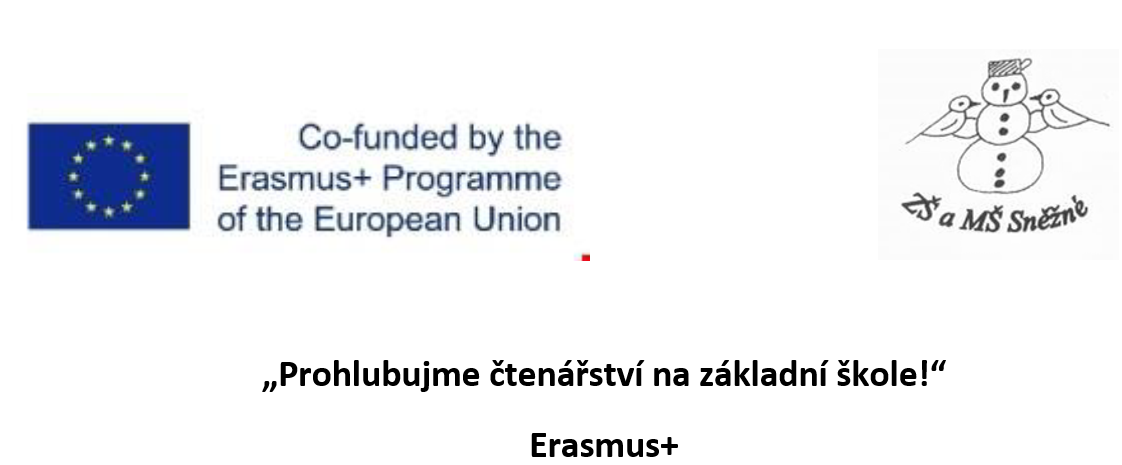 Co-funded by the
Erasmus+ Programme
of the European Union
ZŠ a MŠ Sněžné
„Prohlubujme čtenářství na základní škole!“
Erasmus+